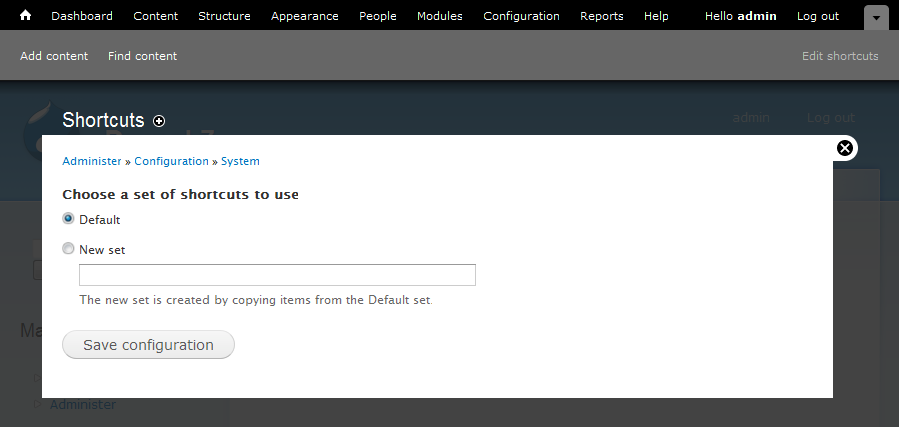 Dashboard Content Structure Appearance People Modules Configuration Reports Help Hello admin Log out
Add content Find content Edit shortcuts
admin Log out
Shortcuts
Administer » Configuration » System
Choose a set of shortcuts to use
Default
New set
The new set is created by copying items from the Default set.
Save configuration
Administer